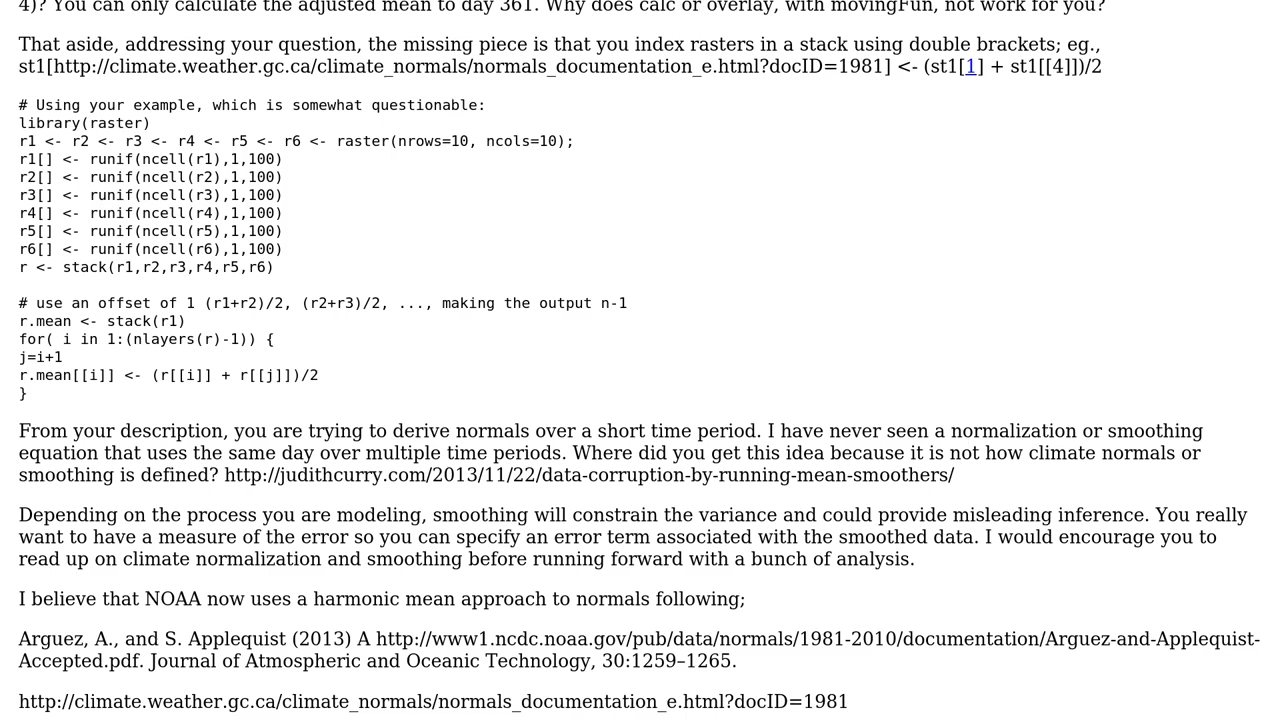 4)? You can only calculate the adjusted mean to day 361. Why does calc or overlay, with movingFun, not work for you?
That aside, addressing your question, the missing piece is that you index rasters in a stack using double brackets; eg.,
st1[http://climate.weather.gc.ca/climate_normals/normals_documentation_e.html?docID=1981] <- (st1[1] + st1[[4]])/2
# Using your example, which is somewhat questionable:
library(raster)
r1 <- r2 <- r3 <- r4 <- r5 <- r6 <- raster(nrows=10, ncols=10);
r1[] <- runif(ncell(r1),1,100)
r2[] <- runif(ncell(r2),1,100)
r3[] <- runif(ncell(r3),1,100)
r4[] <- runif(ncell(r4),1,100)
r5[] <- runif(ncell(r5),1,100)
r6[] <- runif(ncell(r6),1,100)
r <- stack(r1,r2,r3,r4,r5,r6)
# use an offset of 1 (r1+r2)/2, (r2+r3)/2, ..., making the output n-1
r.mean <- stack(r1)
for( i in 1:(nlayers(r)-1)) {
j=i+1
r.mean[[i]] <- (r[[i]] + r[[j]])/2
}
From your description, you are trying to derive normals over a short time period. I have never seen a normalization or smoothing
equation that uses the same day over multiple time periods. Where did you get this idea because it is not how climate normals or
smoothing is defined? http://judithcurry.com/2013/11/22/data-corruption-by-running-mean-smoothers/
Depending on the process you are modeling, smoothing will constrain the variance and could provide misleading inference. You really
want to have a measure of the error so you can specify an error term associated with the smoothed data. I would encourage you to
read up on climate normalization and smoothing before running forward with a bunch of analysis.
I believe that NOAA now uses a harmonic mean approach to normals following;
Arguez, A., and S. Applequist (2013) A http://www1.ncdc.noaa.gov/pub/data/normals/1981-2010/documentation/Arguez-and-Applequist-
Accepted.pdf. Journal of Atmospheric and Oceanic Technology, 30:1259–1265.
http://climate.weather.gc.ca/climate_normals/normals_documentation_e.html?docID=1981